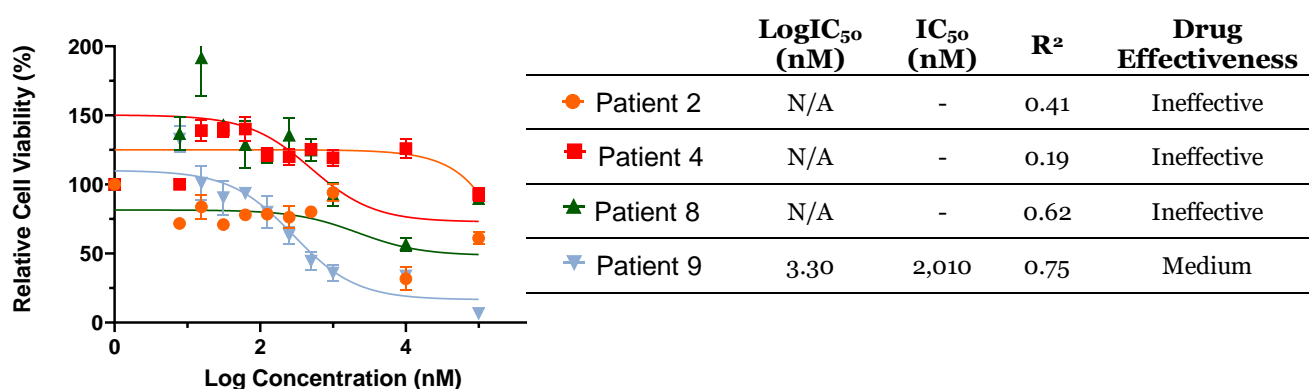 Relative Cell Viability (%)
200
150
100
50
0
0 2 4
Log Concentration (nM)
LogIC₅₀ (nM) IC₅₀ (nM) R² Drug Effectiveness
Patient 2 N/A - 0.41 Ineffective
Patient 4 N/A - 0.19 Ineffective
Patient 8 N/A - 0.62 Ineffective
Patient 9 3.30 2,010 0.75 Medium